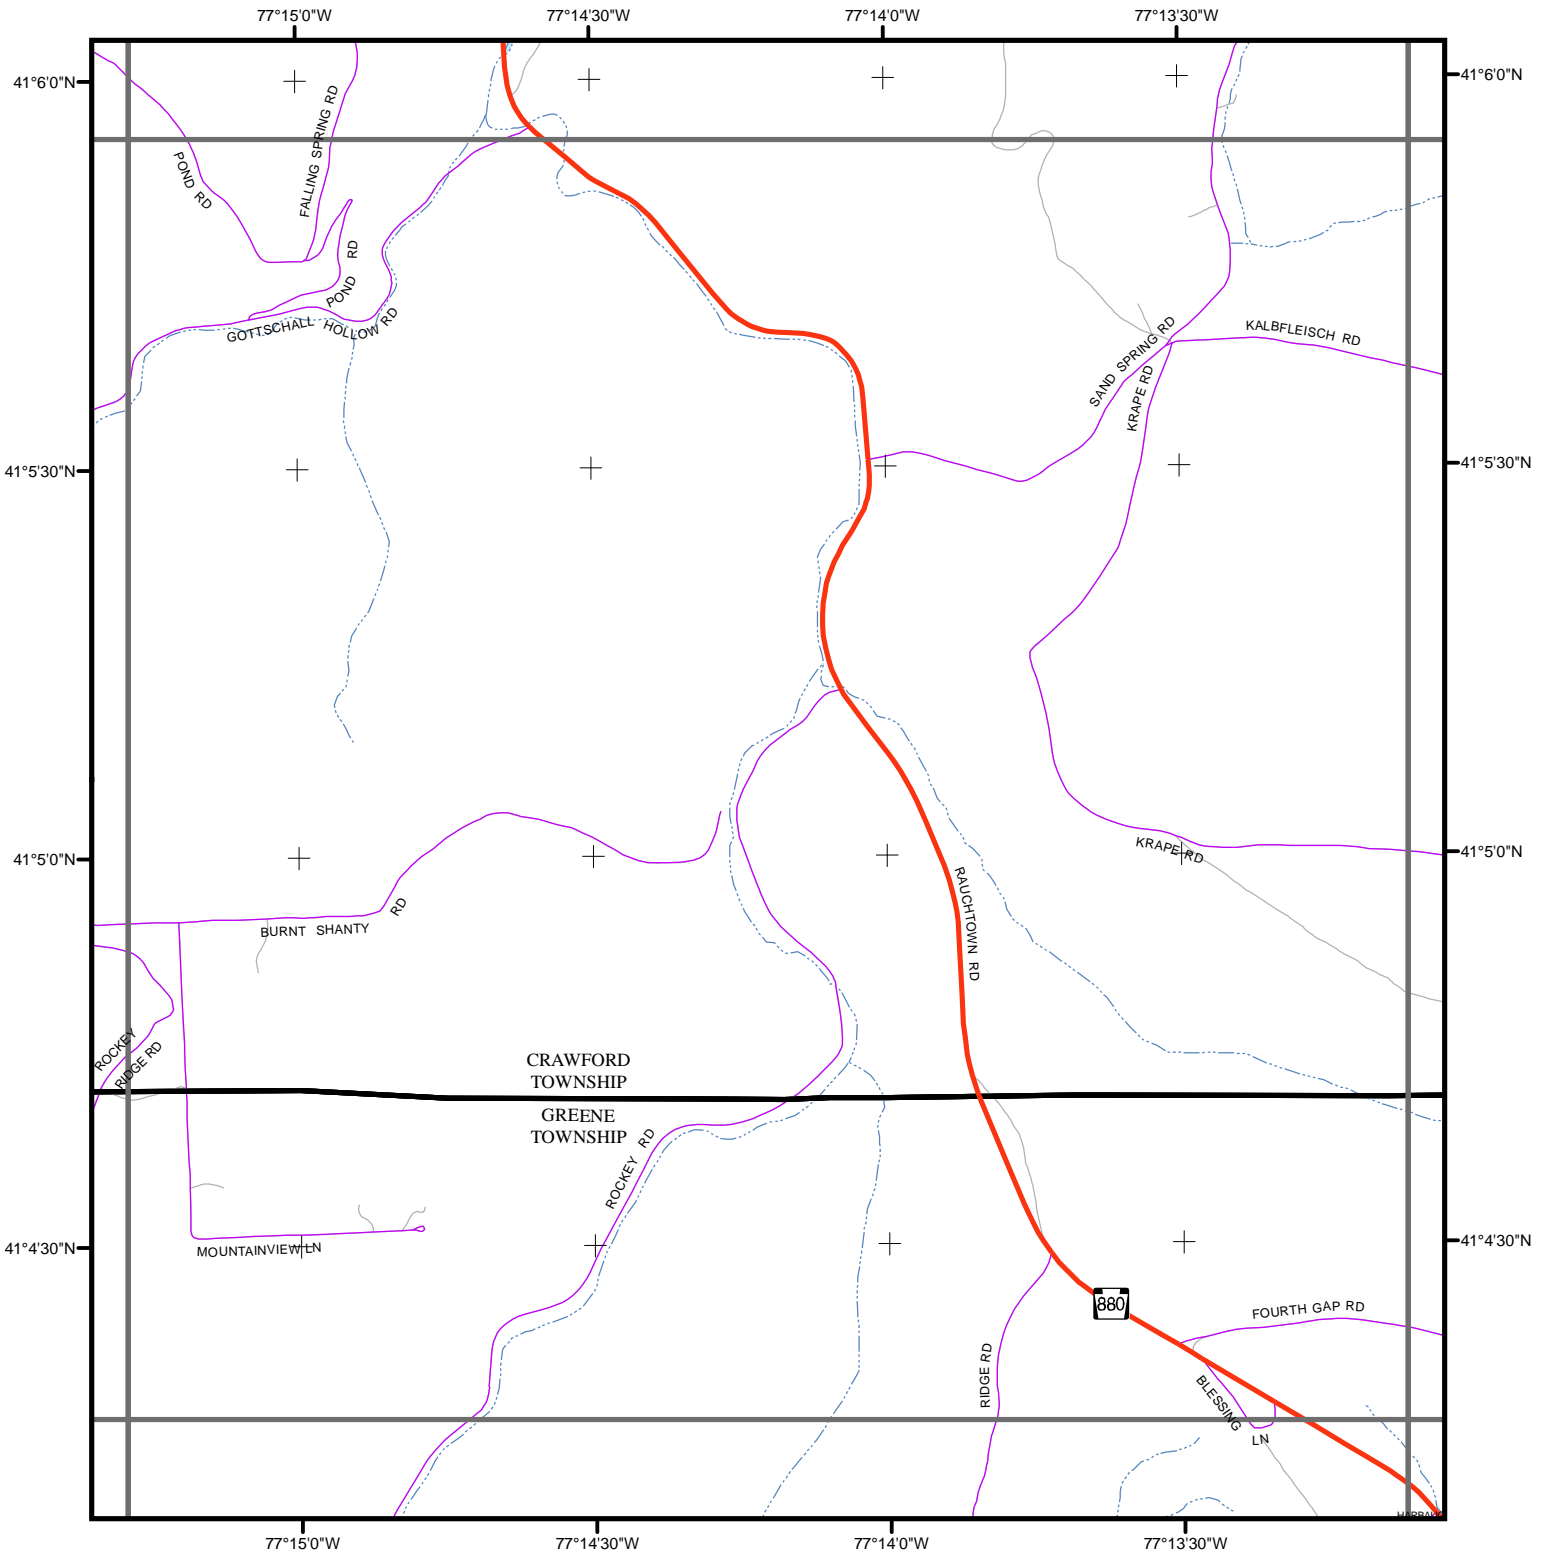 77°15'0"W 77°14'30"W 77°14'0"W 77°13'30"W
41°6'0"N 41°6'0"N
FALLING SPRING RD
POND RD
POND RD
GOTTSCHALL HOLLOW RD
SAND SPRING RD
KALBFLEISCH RD
KRAPE RD
41°5'30"N 41°5'30"N
41°5'0"N 41°5'0"N
KRAPE RD
RAUCHTOWN RD
BURNT SHANTY RD
ROCKEY
RIDGE RD
CRAWFORD
TOWNSHIP
GREENE
TOWNSHIP
ROCKEY RD
41°4'30"N 41°4'30"N
MOUNTAINVIEW LN
880
FOURTH GAP RD
RIDGE RD
BLESSING
LN
77°15'0"W 77°14'30"W 77°14'0"W 77°13'30"W